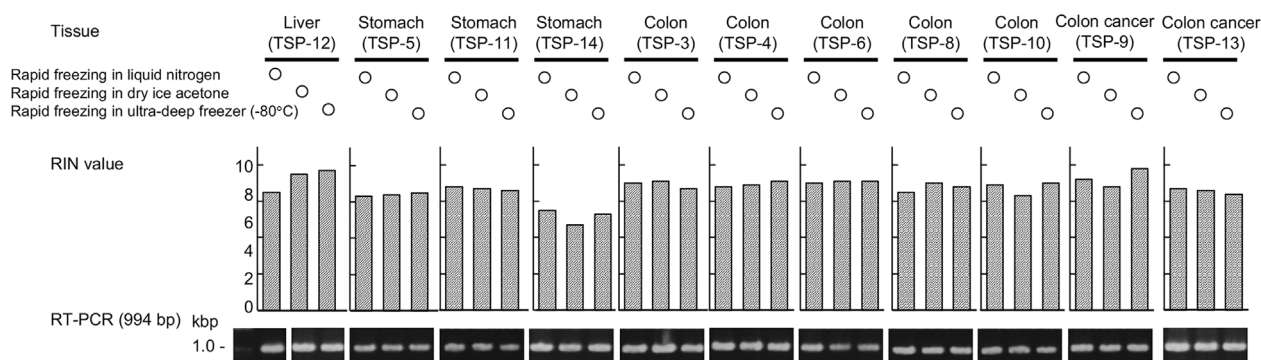 Tissue
Liver Stomach Stomach Stomach Colon Colon Colon Colon Colon Colon cancer Colon cancer
(TSP-12) (TSP-5) (TSP-11) (TSP-14) (TSP-3) (TSP-4) (TSP-6) (TSP-8) (TSP-10) (TSP-9) (TSP-13)
Rapid freezing in liquid nitrogen
Rapid freezing in dry ice acetone
Rapid freezing in ultra-deep freezer (-80°C)
RIN value
10
8
6
4
2
0
RT-PCR (994 bp) kbp
1.0 -